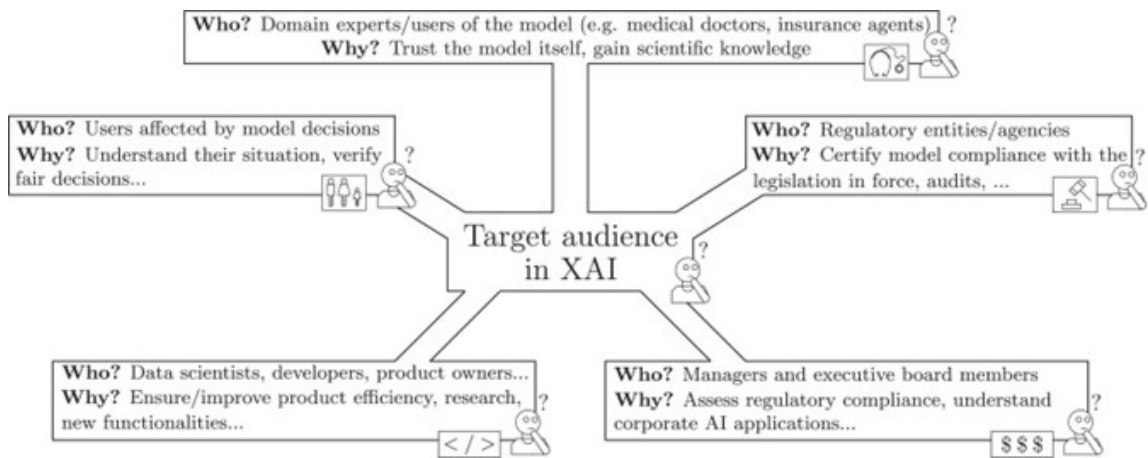 Who? Domain experts/users of the model (e.g. medical doctors, insurance agents)
Why? Trust the model itself, gain scientific knowledge
?
Who? Users affected by model decisions
Why? Understand their situation, verify
fair decisions...
?
Who? Regulatory entities/agencies
Why? Certify model compliance with the
legislation in force, audits, ...
?
Target audience
in XAI
?
Who? Data scientists, developers, product owners...
Why? Ensure/improve product efficiency, research,
new functionalities...
?
</>
Who? Managers and executive board members
Why? Assess regulatory compliance, understand
corporate AI applications...
?
$ $ $